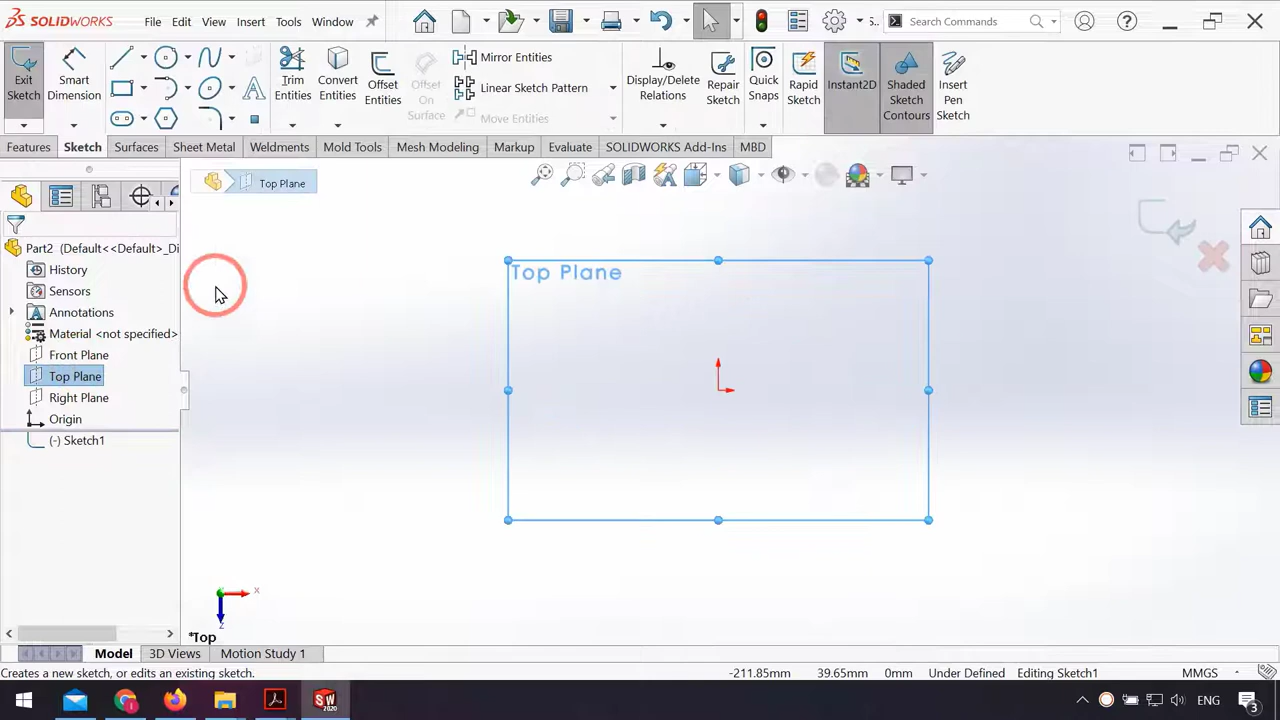 SOLIDWORKS File Edit View Insert Tools Window S.. Search Commands
Exit Sketch
Smart Dimension
Trim Entities
Convert Entities
Offset Entities
Offset On Surface
Mirror Entities
Linear Sketch Pattern
Move Entities
Display/Delete Relations
Repair Sketch
Quick Snaps
Rapid Sketch
Instant2D
Shaded Sketch Contours
Insert Pen Sketch
Features Sketch Surfaces Sheet Metal Weldments Mold Tools Mesh Modeling Markup Evaluate SOLIDWORKS Add-Ins MBD
Top Plane
Part2 (Default<<Default>_Di
History
Sensors
Annotations
Material <not specified>
Front Plane
Top Plane
Right Plane
Origin
(-) Sketch1
Top Plane
x
z
*Top
Model 3D Views Motion Study 1
Creates a new sketch, or edits an existing sketch. -211.85mm 39.65mm 0mm Under Defined Editing Sketch1 MMGS
SW 2020 ENG 3